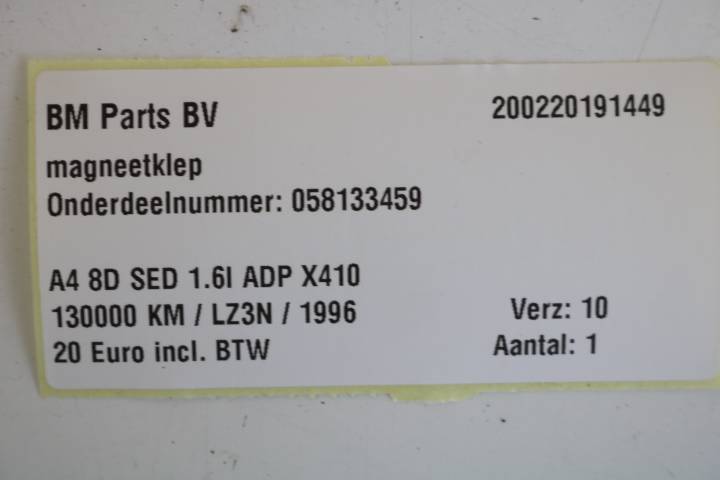 BM Parts BV 200220191449
magneetklep
Onderdeelnummer: 058133459
A4 8D SED 1.6I ADP X410
130000 KM / LZ3N / 1996 Verz: 10
20 Euro incl. BTW Aantal: 1